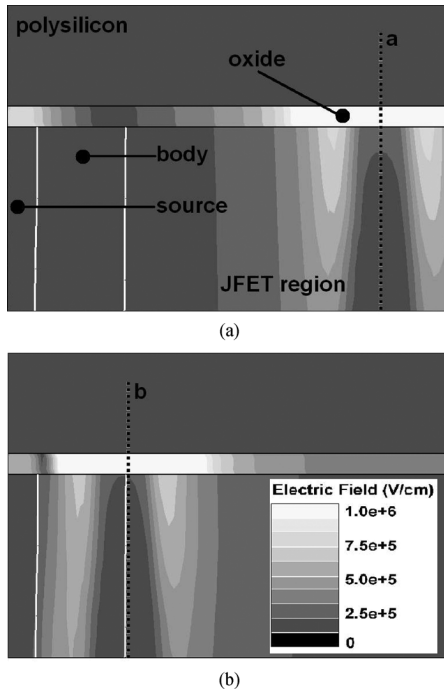 polysilicon
a
oxide
body
source
JFET region
(a)
b
Electric Field (V/cm)
1.0e+6
7.5e+5
5.0e+5
2.5e+5
0
(b)